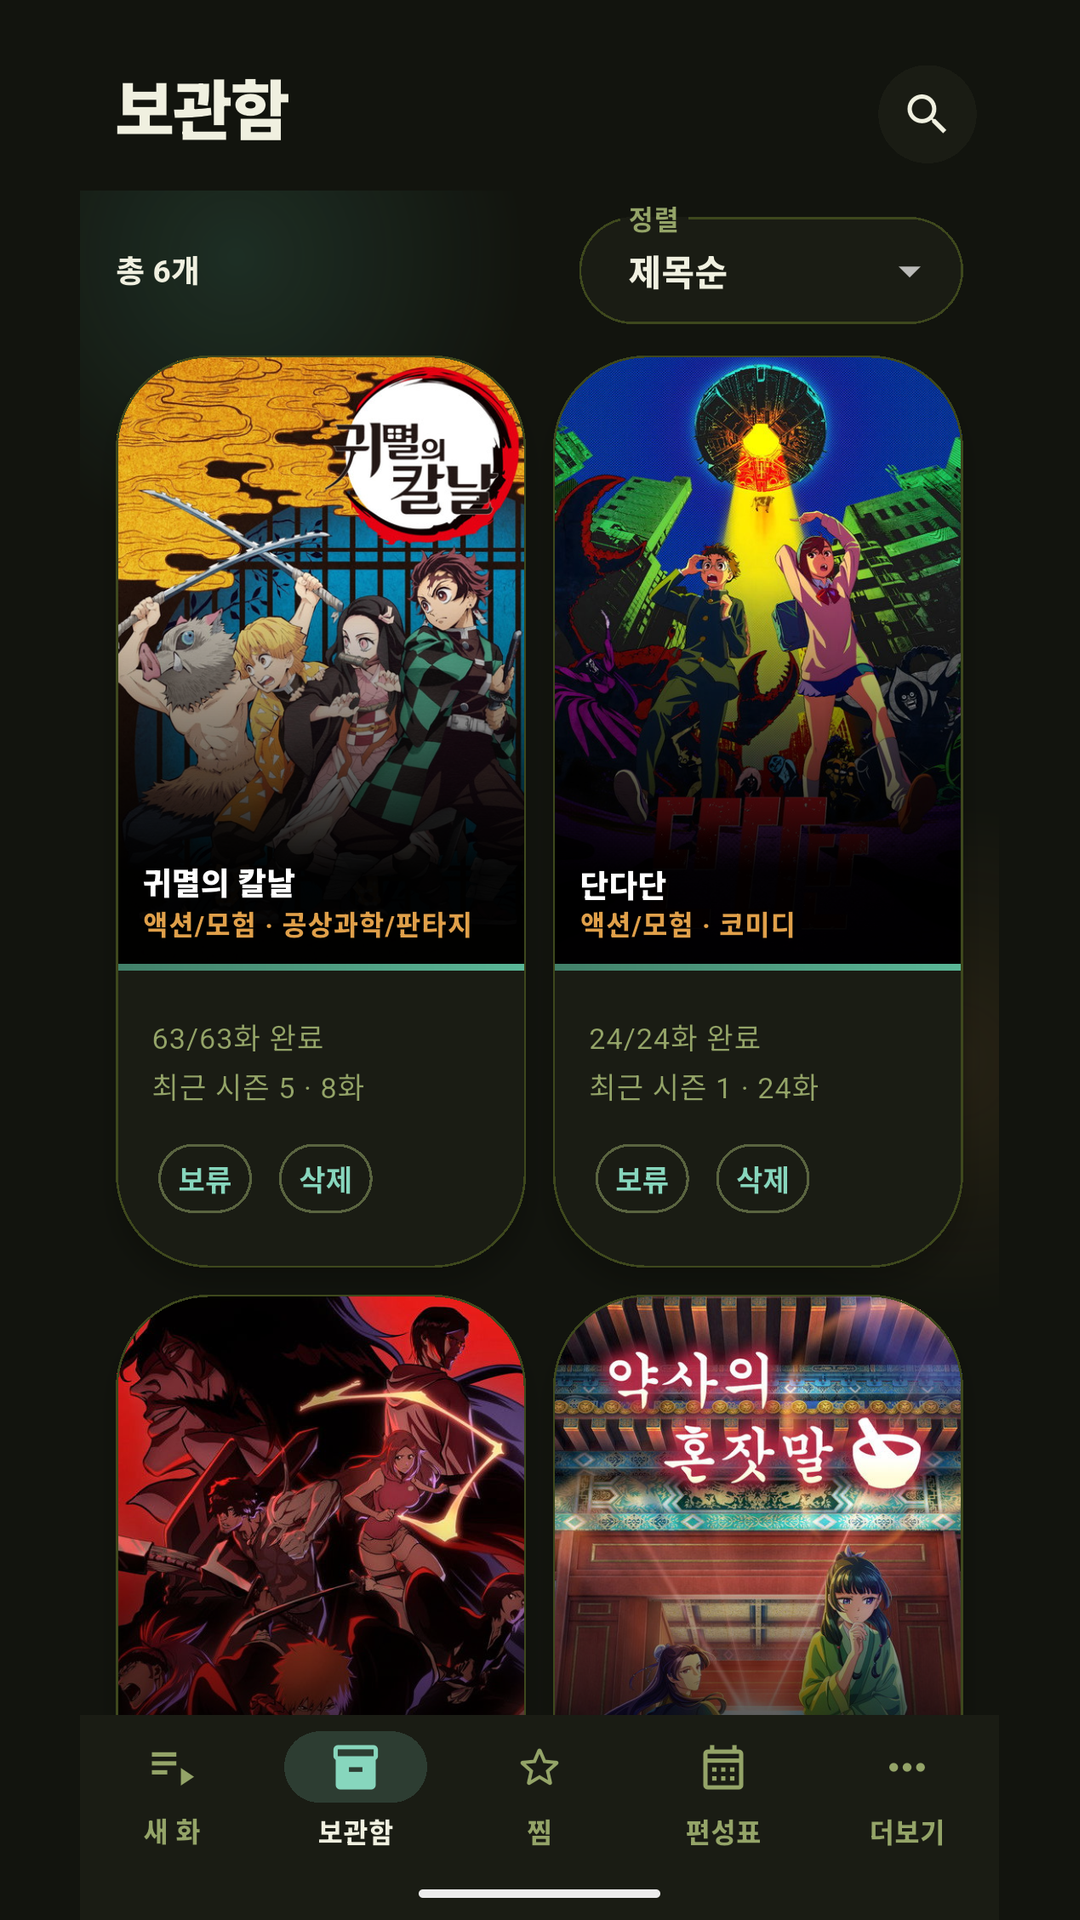 보관함
총 6개
정렬
제목순
귀멸의
칼날
귀멸의 칼날
액션/모험 · 공상과학/판타지
단다단
액션/모험 · 코미디
63/63화 완료
최근 시즌 5 · 8화
24/24화 완료
최근 시즌 1 · 24화
보류
삭제
보류
삭제
약사의
혼잣말
새 화
보관함
찜
편성표
더보기